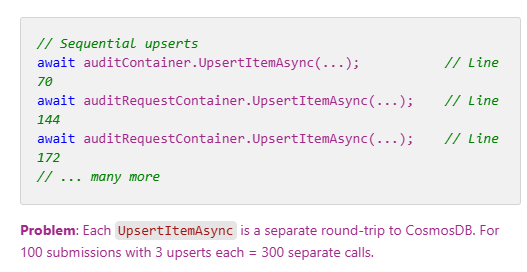 // Sequential upserts
await auditContainer.UpsertItemAsync(...);           // Line
70
await auditRequestContainer.UpsertItemAsync(...);    // Line
144
await auditRequestContainer.UpsertItemAsync(...);    // Line
172
// ... many more
Problem: Each UpsertItemAsync is a separate round-trip to CosmosDB. For
100 submissions with 3 upserts each = 300 separate calls.